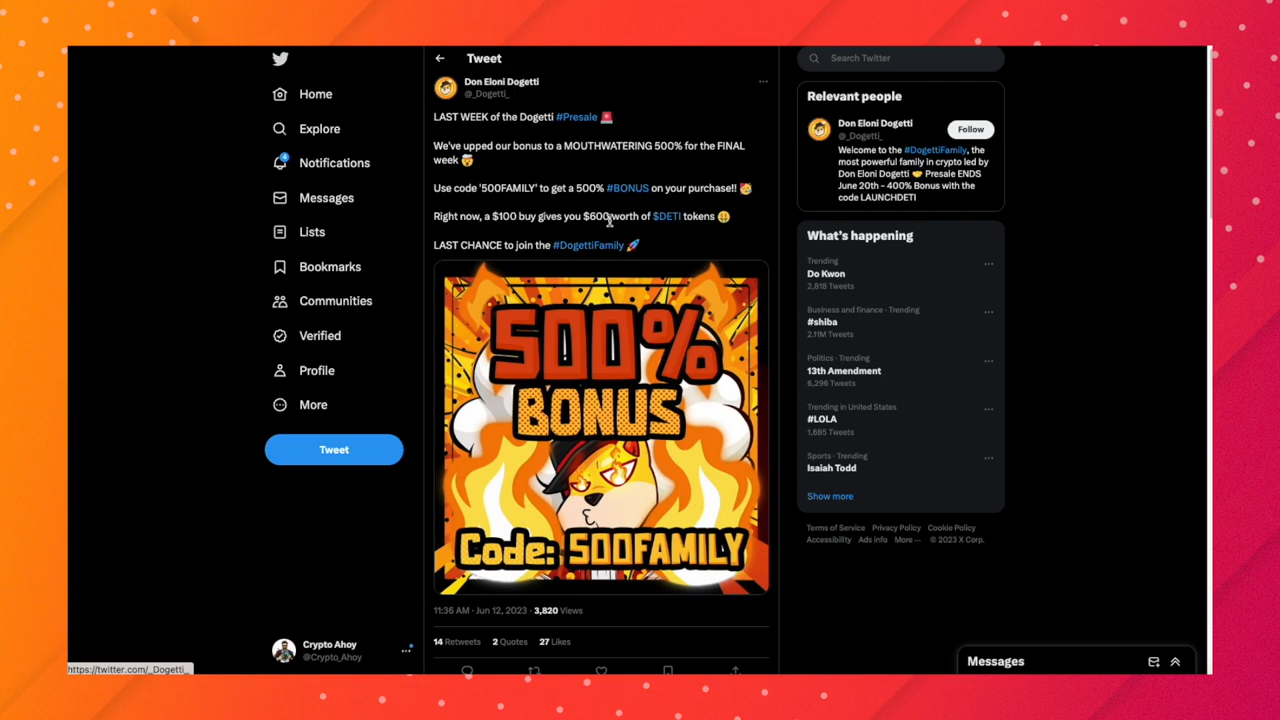 Home
Explore
4
Notifications
Messages
Lists
Bookmarks
Communities
Verified
Profile
More
Tweet
Crypto Ahoy
@Crypto_Ahoy
https://twitter.com/_Dogetti_
Tweet
Don Eloni Dogetti
@_Dogetti_
LAST WEEK of the Dogetti #Presale
We've upped our bonus to a MOUTHWATERING 500% for the FINAL
week
Use code '500FAMILY' to get a 500% #BONUS on your purchase!!
Right now, a $100 buy gives you $600 worth of $DETI tokens
LAST CHANCE to join the #DogettiFamily
500%
BONUS
Code: 500FAMILY
11:36 AM · Jun 12, 2023 · 3,820 Views
14 Retweets 2 Quotes 27 Likes
Search Twitter
Relevant people
Don Eloni Dogetti
@_Dogetti_
Follow
Welcome to the #DogettiFamily, the
most powerful family in crypto led by
Don Eloni Dogetti Presale ENDS
June 20th - 400% Bonus with the
code LAUNCHDETI
What's happening
Trending
Do Kwon
2,818 Tweets
Business and finance · Trending
#shiba
2.11M Tweets
Politics · Trending
13th Amendment
6,296 Tweets
Trending in United States
#LOLA
1,685 Tweets
Sports · Trending
Isaiah Todd
Show more
Terms of Service Privacy Policy Cookie Policy
Accessibility Ads info More ··· © 2023 X Corp.
Messages